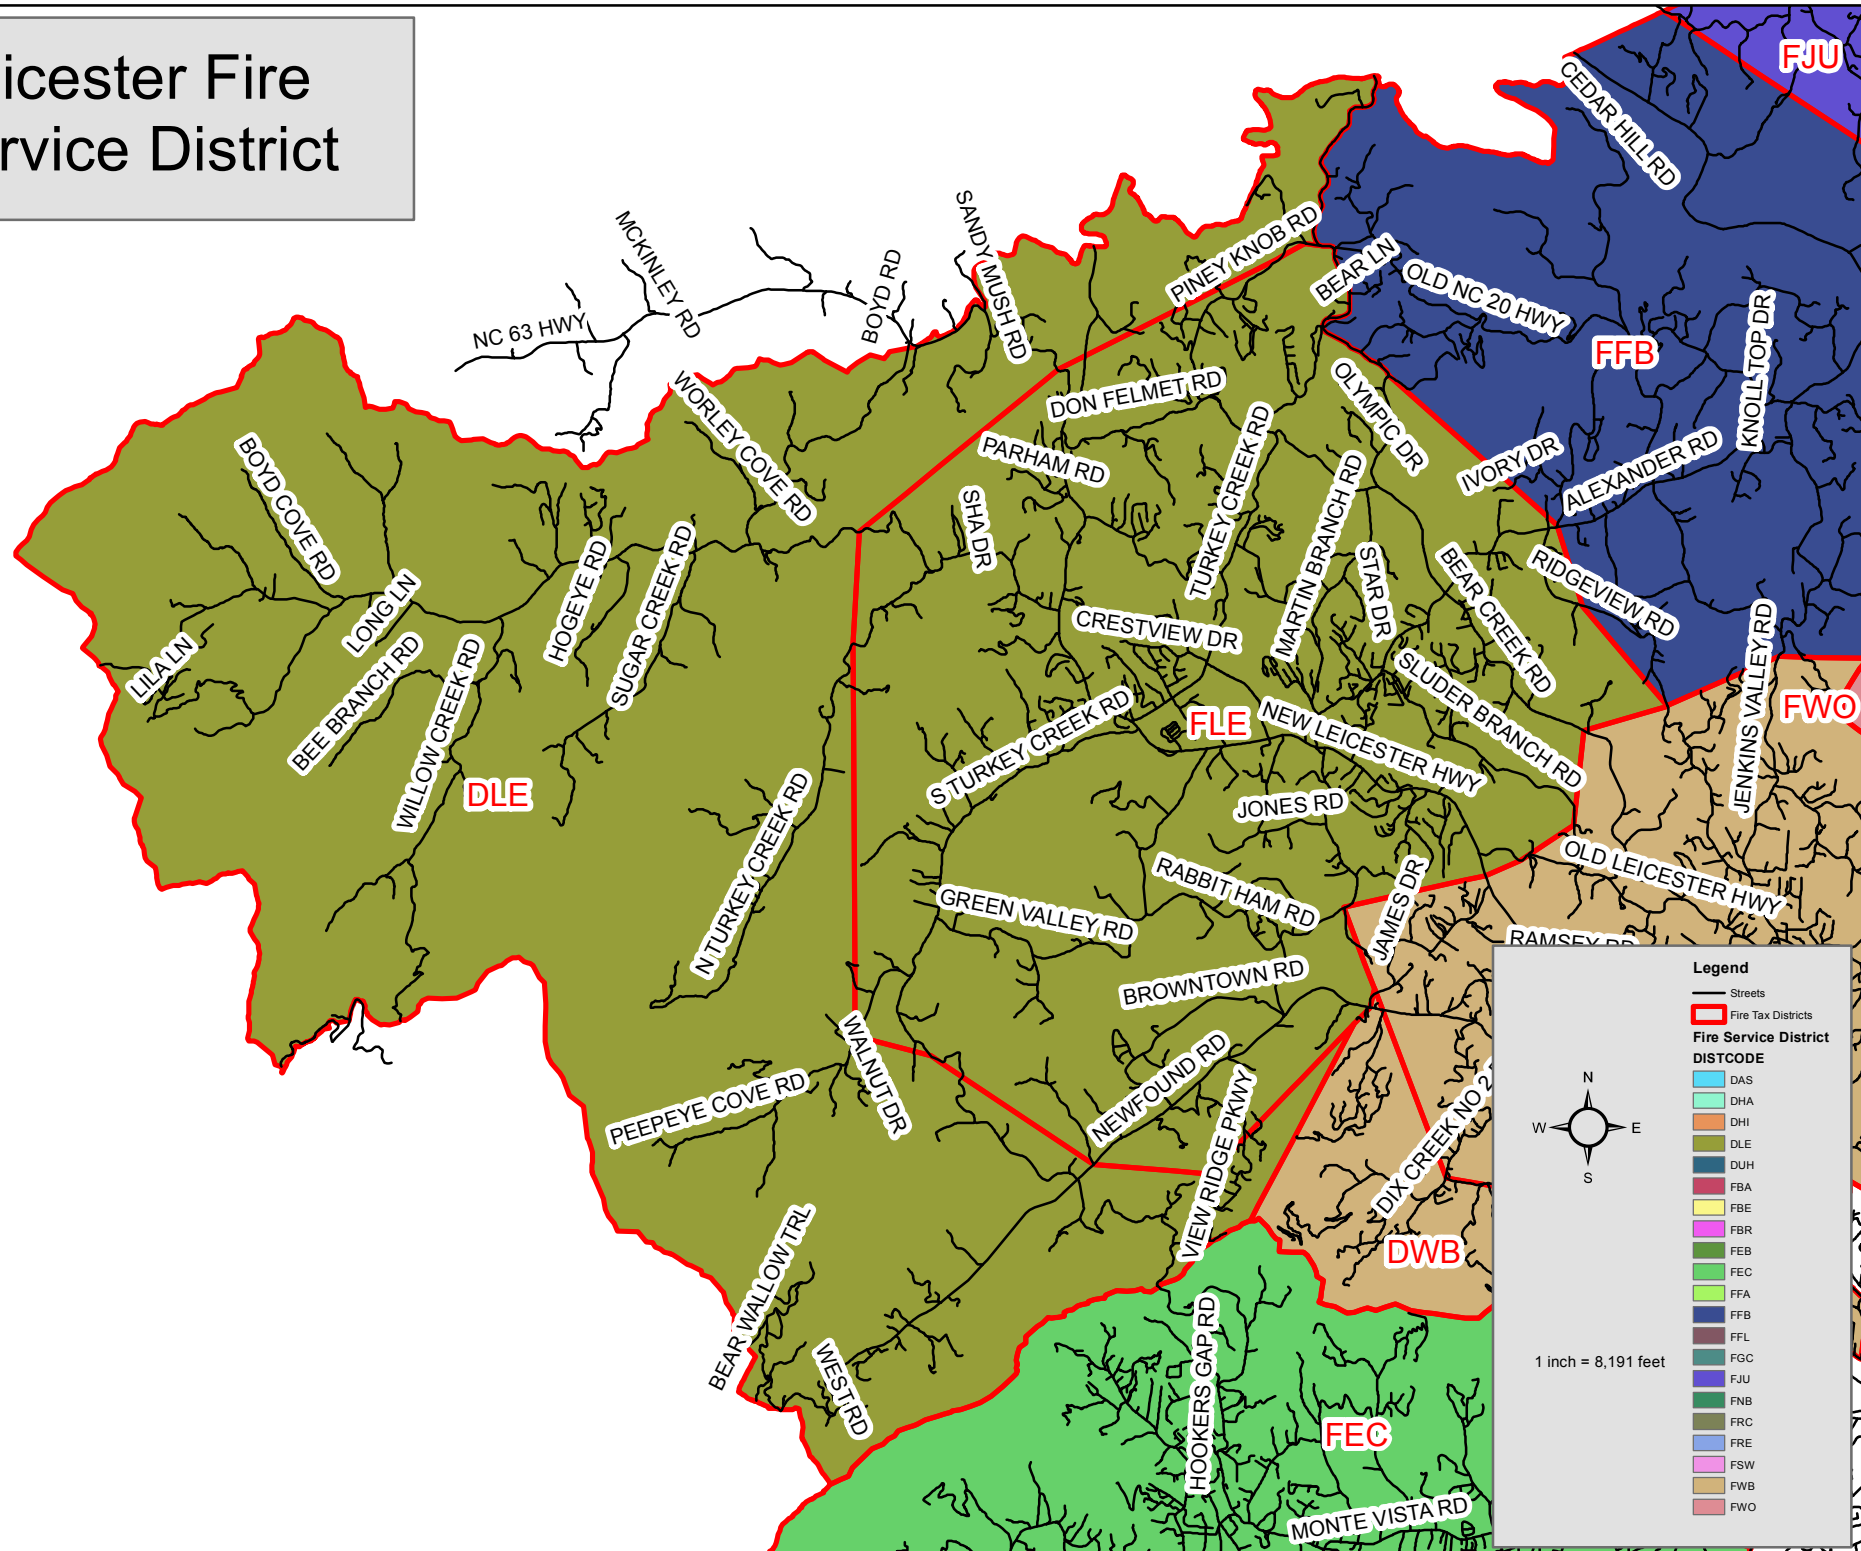 icester Fire
rvice District
FJU
CEDAR HILL RD
MCKINLEY RD
SANDY MUSH RD
BOYD RD
NC 63 HWY
PINEY KNOB RD
BEAR LN
OLD NC 20 HWY
KNOLL TOP DR
FFB
WORLEY COVE RD
DON FELMET RD
OLYMPIC DR
PARHAM RD
TURKEY CREEK RD
IVORY DR
ALEXANDER RD
BOYD COVE RD
SHA DR
MARTIN BRANCH RD
STAR DR
BEAR CREEK RD
RIDGEVIEW RD
LONG LN
HOGEYE RD
SUGAR CREEK RD
CRESTVIEW DR
JENKINS VALLEY RD
LILA LN
BEE BRANCH RD
WILLOW CREEK RD
SLUDER BRANCH RD
S TURKEY CREEK RD
FLE
NEW LEICESTER HWY
FWO
DLE
N TURKEY CREEK RD
JONES RD
RABBIT HAM RD
JAMES DR
OLD LEICESTER HWY
GREEN VALLEY RD
RAMSEY RD
BROWNTOWN RD
WALNUT DR
PEEPEYE COVE RD
NEWFOUND RD
VIEW RIDGE PKWY
DIX CREEK NO 2
DWB
BEAR WALLOW TRL
WEST RD
HOOKERS GAP RD
FEC
MONTE VISTA RD
Legend
Streets
Fire Tax Districts
Fire Service District
DISTCODE
DAS
DHA
DHI
DLE
DUH
FBA
FBE
FBR
FEB
FEC
FFA
FFB
FFL
FGC
FJU
FNB
FRC
FRE
FSW
FWB
FWO
N
W
E
S
1 inch = 8,191 feet